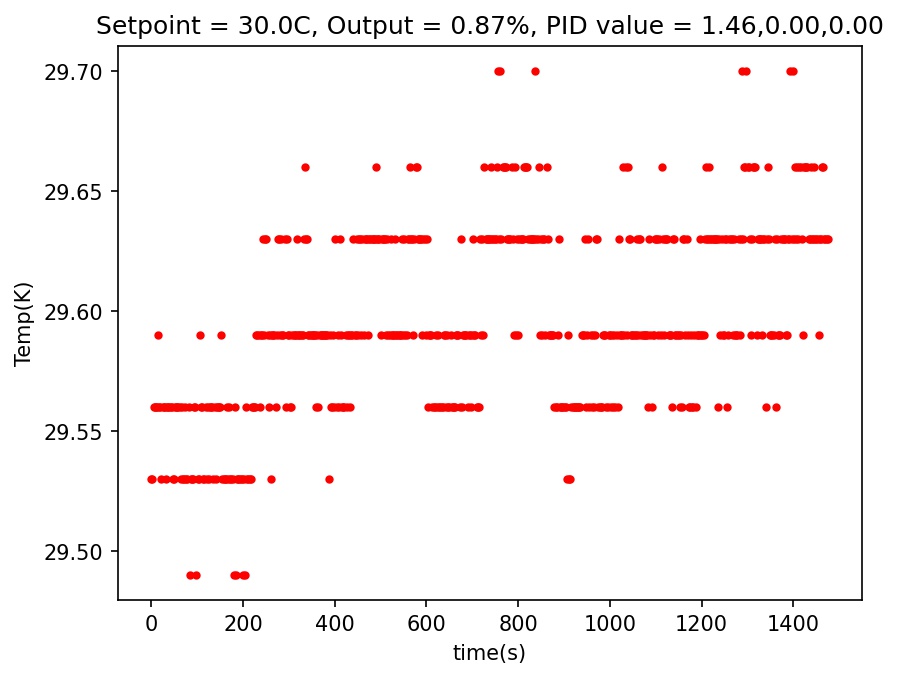 Setpoint = 30.0C, Output = 0.87%, PID value = 1.46,0.00,0.00
29.70
29.65
29.60
29.55
29.50
Temp(K)
0 200 400 600 800 1000 1200 1400
time(s)